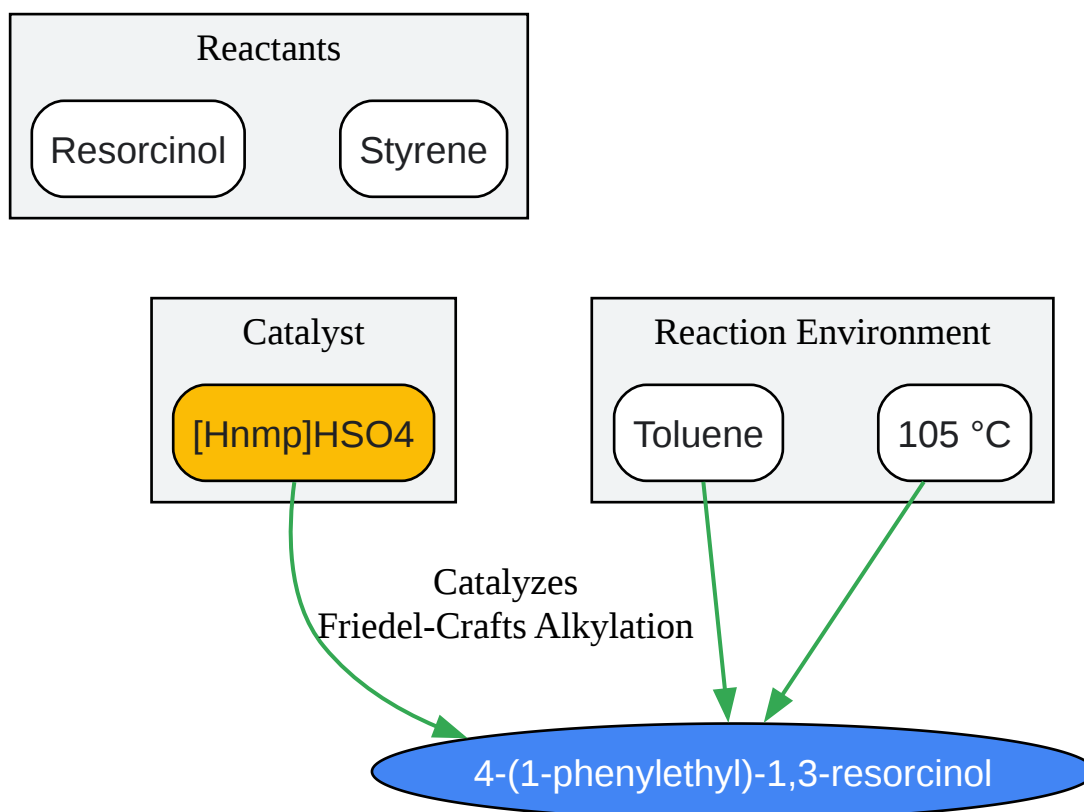 Reactants
Resorcinol
Styrene
Catalyst
[Hnmp]HSO4
Reaction Environment
Toluene
105 °C
Catalyzes
Friedel-Crafts Alkylation
4-(1-phenylethyl)-1,3-resorcinol